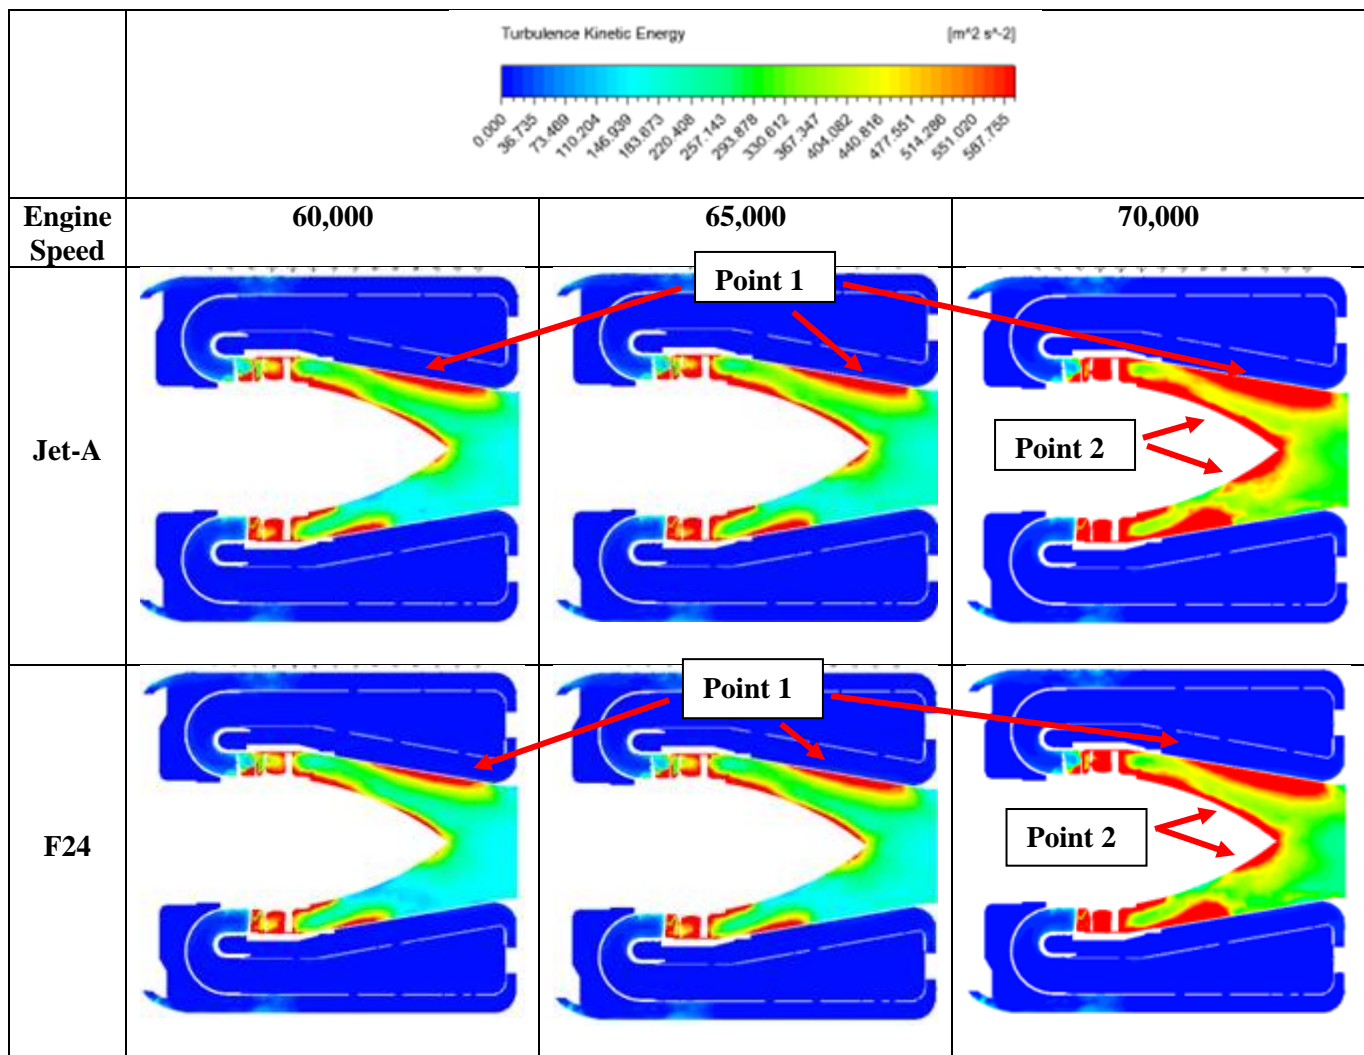 Turbulence Kinetic Energy [m^2 s^-2]
0.000 36.735 73.469 110.204 146.939 183.673 220.408 257.143 293.878 330.612 367.347 404.082 440.816 477.551 514.286 551.020 587.755
Engine Speed 60,000 65,000 70,000
Point 1
Jet-A
Point 2
Point 1
F24
Point 2